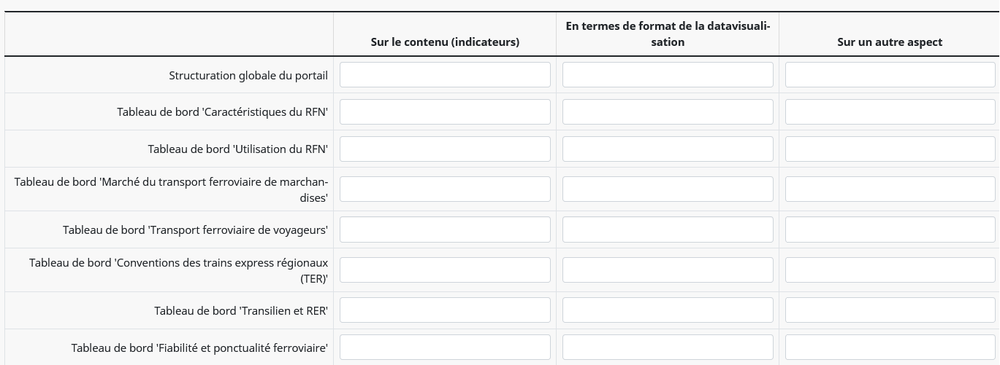 En termes de format de la datavisuali-
Sur le contenu (indicateurs)
sation
Sur un autre aspect
Structuration globale du portail
Tableau de bord 'Caractéristiques du RFN'
Tableau de bord 'Utilisation du RFN'
Tableau de bord 'Marché du transport ferroviaire de marchan-
dises'
Tableau de bord 'Transport ferroviaire de voyageurs'
Tableau de bord 'Conventions des trains express régionaux
(TER)'
Tableau de bord 'Transilien et RER'
Tableau de bord 'Fiabilité et ponctualité ferroviaire'